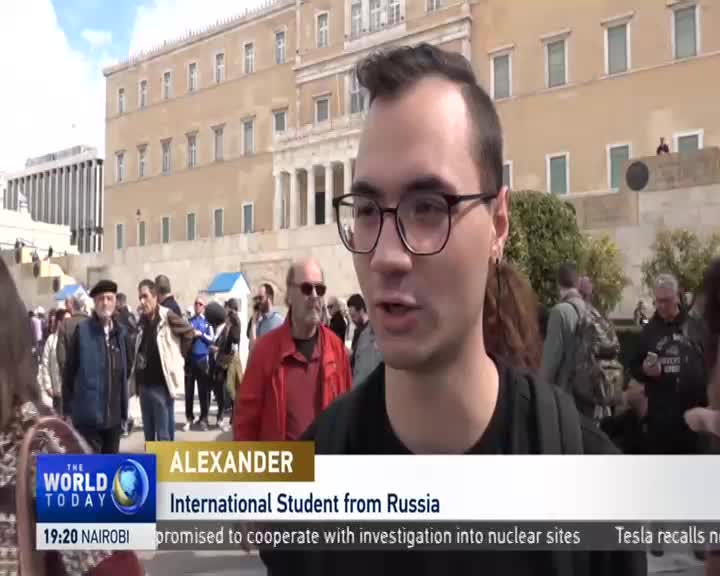 ALEXANDER
THE
WORLD
TODAY
International Student from Russia
19:20 NAIROBI
promised to cooperate with investigation into nuclear sites Tesla recalls